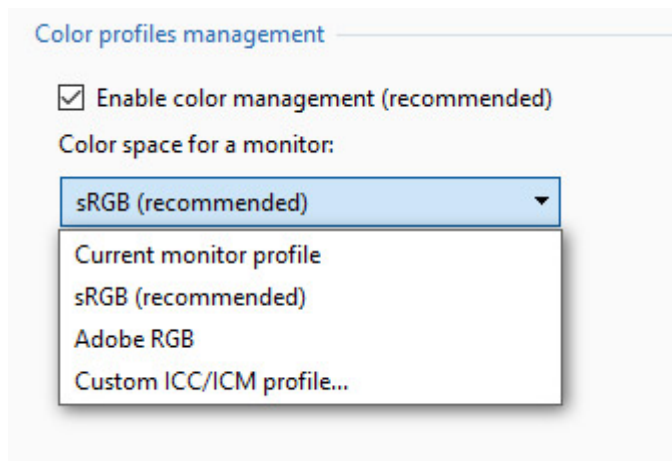 Color profiles management
Enable color management (recommended)
Color space for a monitor:
sRGB (recommended)
Current monitor profile
sRGB (recommended)
Adobe RGB
Custom ICC/ICM profile...